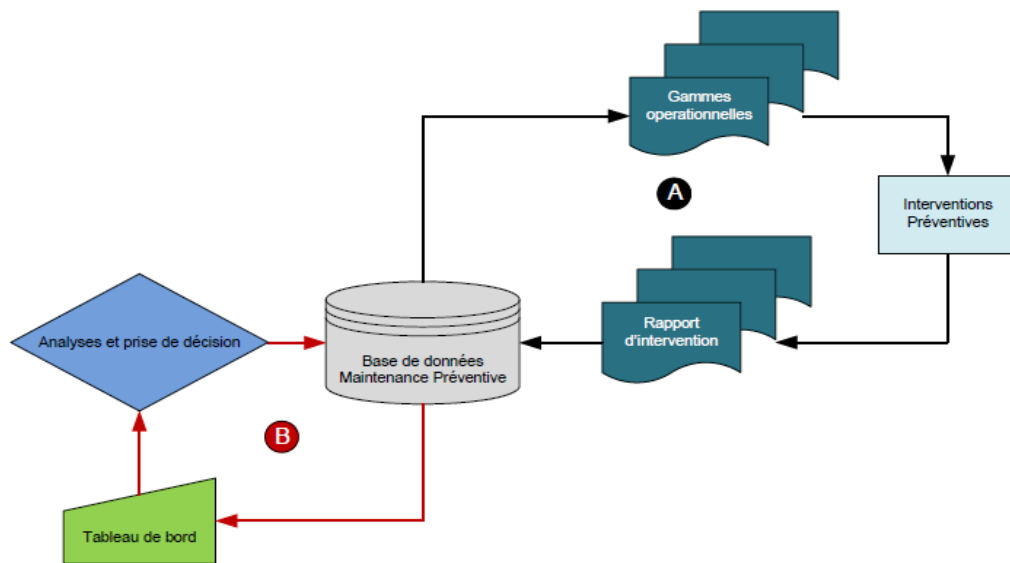 Gammes
operationnelles
A
Interventions
Préventives
Rapport
d'intervention
Analyses et prise de décision
Base de données
Maintenance Préventive
B
Tableau de bord